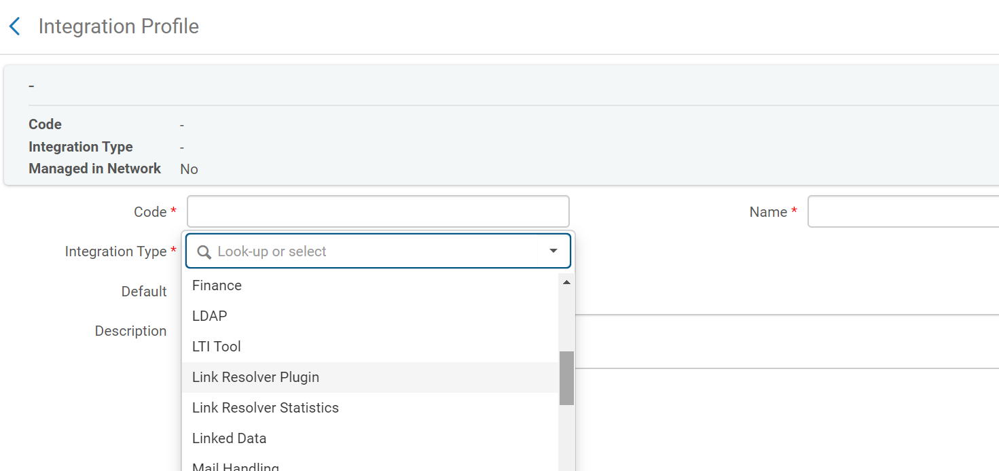 Integration Profile
-
Code -
Integration Type -
Managed in Network No
Code * Name *
Integration Type * Look-up or select
Default Finance
LDAP
Description LTI Tool
Link Resolver Plugin
Link Resolver Statistics
Linked Data
Mail Handling